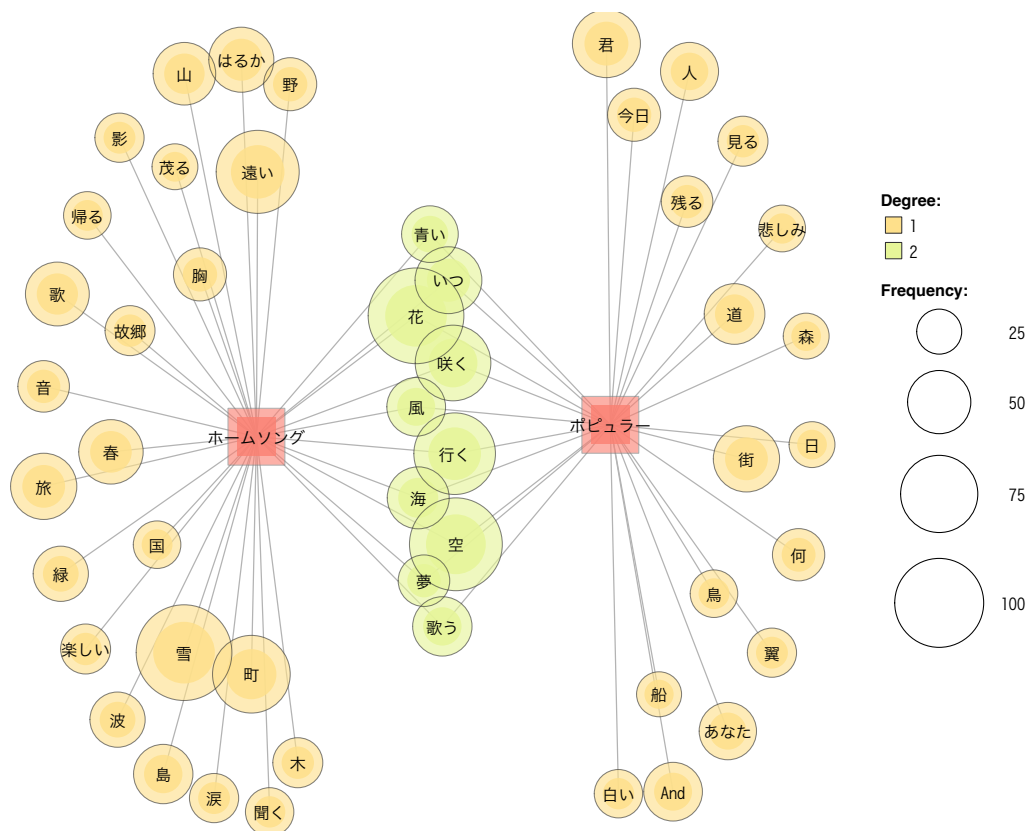 はるか
山
野
影
茂る
遠い
帰る
胸
歌
故郷
音
ホームソング
春
旅
国
緑
楽しい
雪
町
波
島
涙
木
聞く
青い
いつ
花
咲く
風
行く
海
空
夢
歌う
君
人
今日
見る
残る
悲しみ
道
森
ポピュラー
日
街
何
鳥
翼
船
あなた
白い
And
Degree:
1
2
Frequency:
25
50
75
100